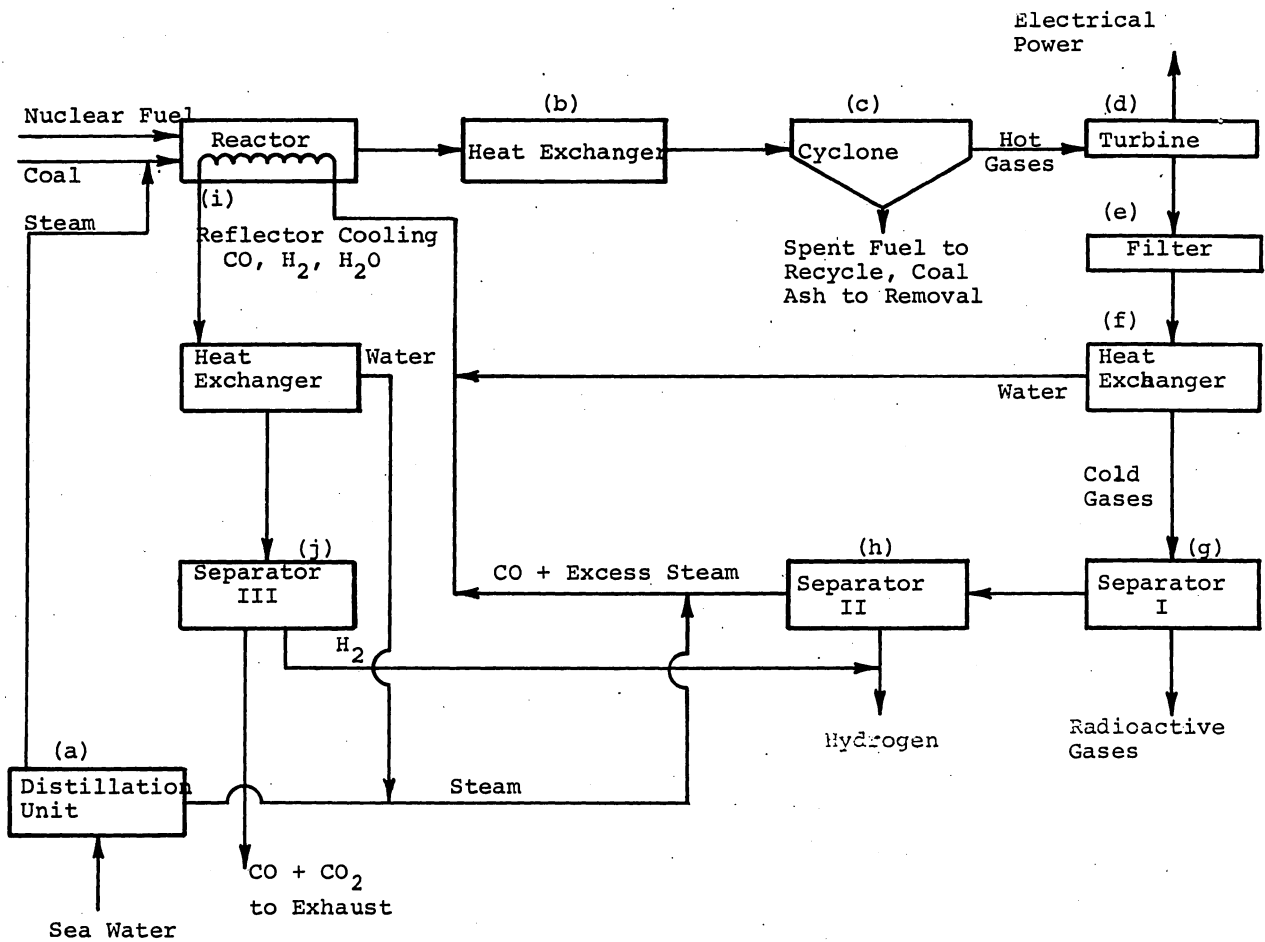 Electrical
Power
(b)
(c)
(d)
Nuclear Fuel
Reactor
Heat Exchanger
Cyclone
Hot
Gases
Turbine
Coal
(i)
Steam
Reflector Cooling
CO, H2, H2O
(e)
Filter
Spent Fuel to
Recycle, Coal
Ash to Removal
(f)
Heat
Exchanger
Water
Heat
Exchanger
Water
Cold
Gases
(j)
Separator
III
CO + Excess Steam
(h)
Separator
II
(g)
Separator
I
H2
Hydrogen
Radioactive
Gases
(a)
Distillation
Unit
Steam
CO + CO2
to Exhaust
Sea Water